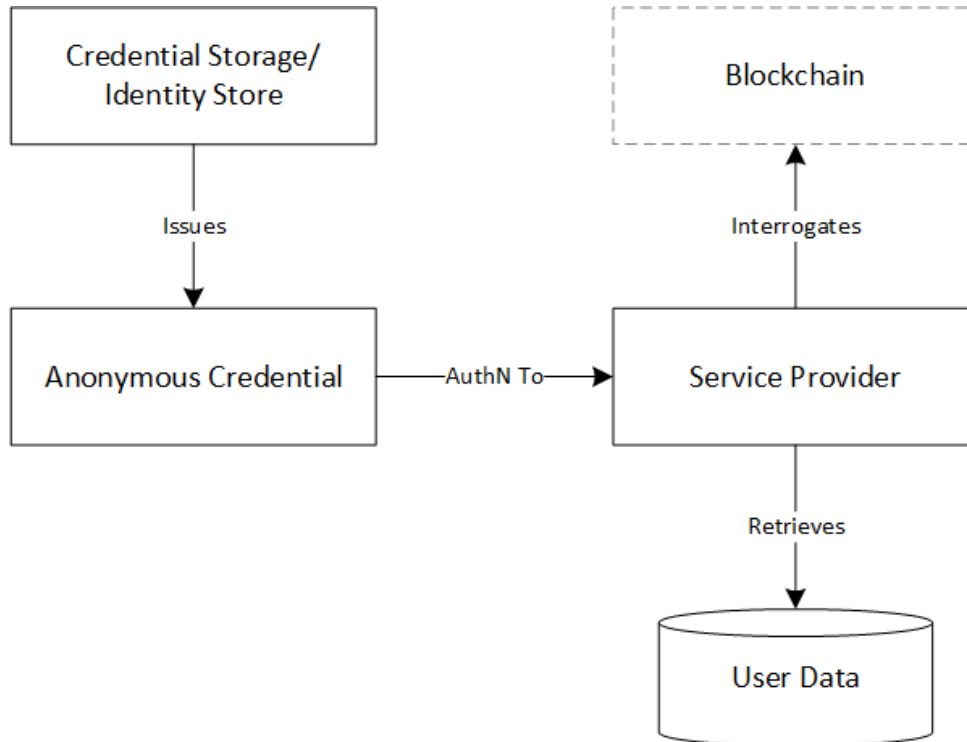 Credential Storage/
Identity Store
Blockchain
Issues
Interrogates
Anonymous Credential
AuthN To
Service Provider
Retrieves
User Data